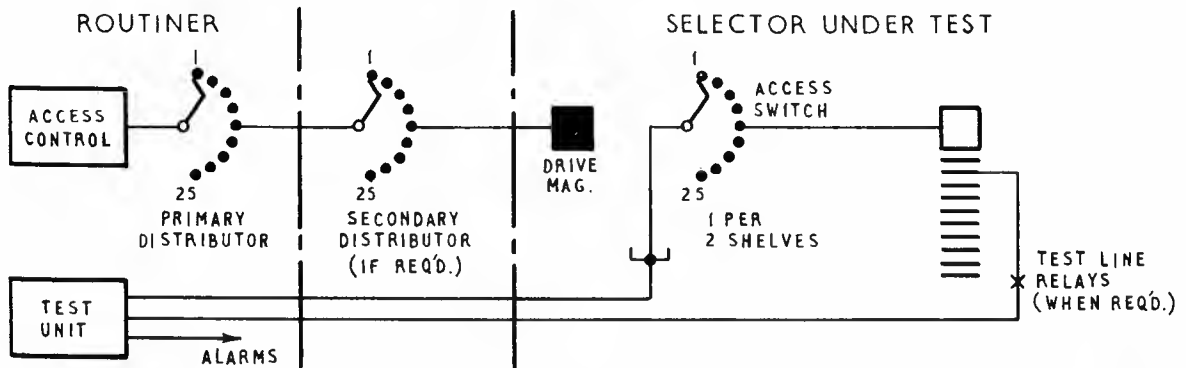 ROUTINER
SELECTOR UNDER TEST
ACCESS
CONTROL
1
25
PRIMARY
DISTRIBUTOR
1
25
SECONDARY
DISTRIBUTOR
(IF REQ'D.)
DRIVE
MAG.
1
ACCESS
SWITCH
25
1 PER
2 SHELVES
TEST LINE
RELAYS
(WHEN REQ'D.)
TEST
UNIT
ALARMS